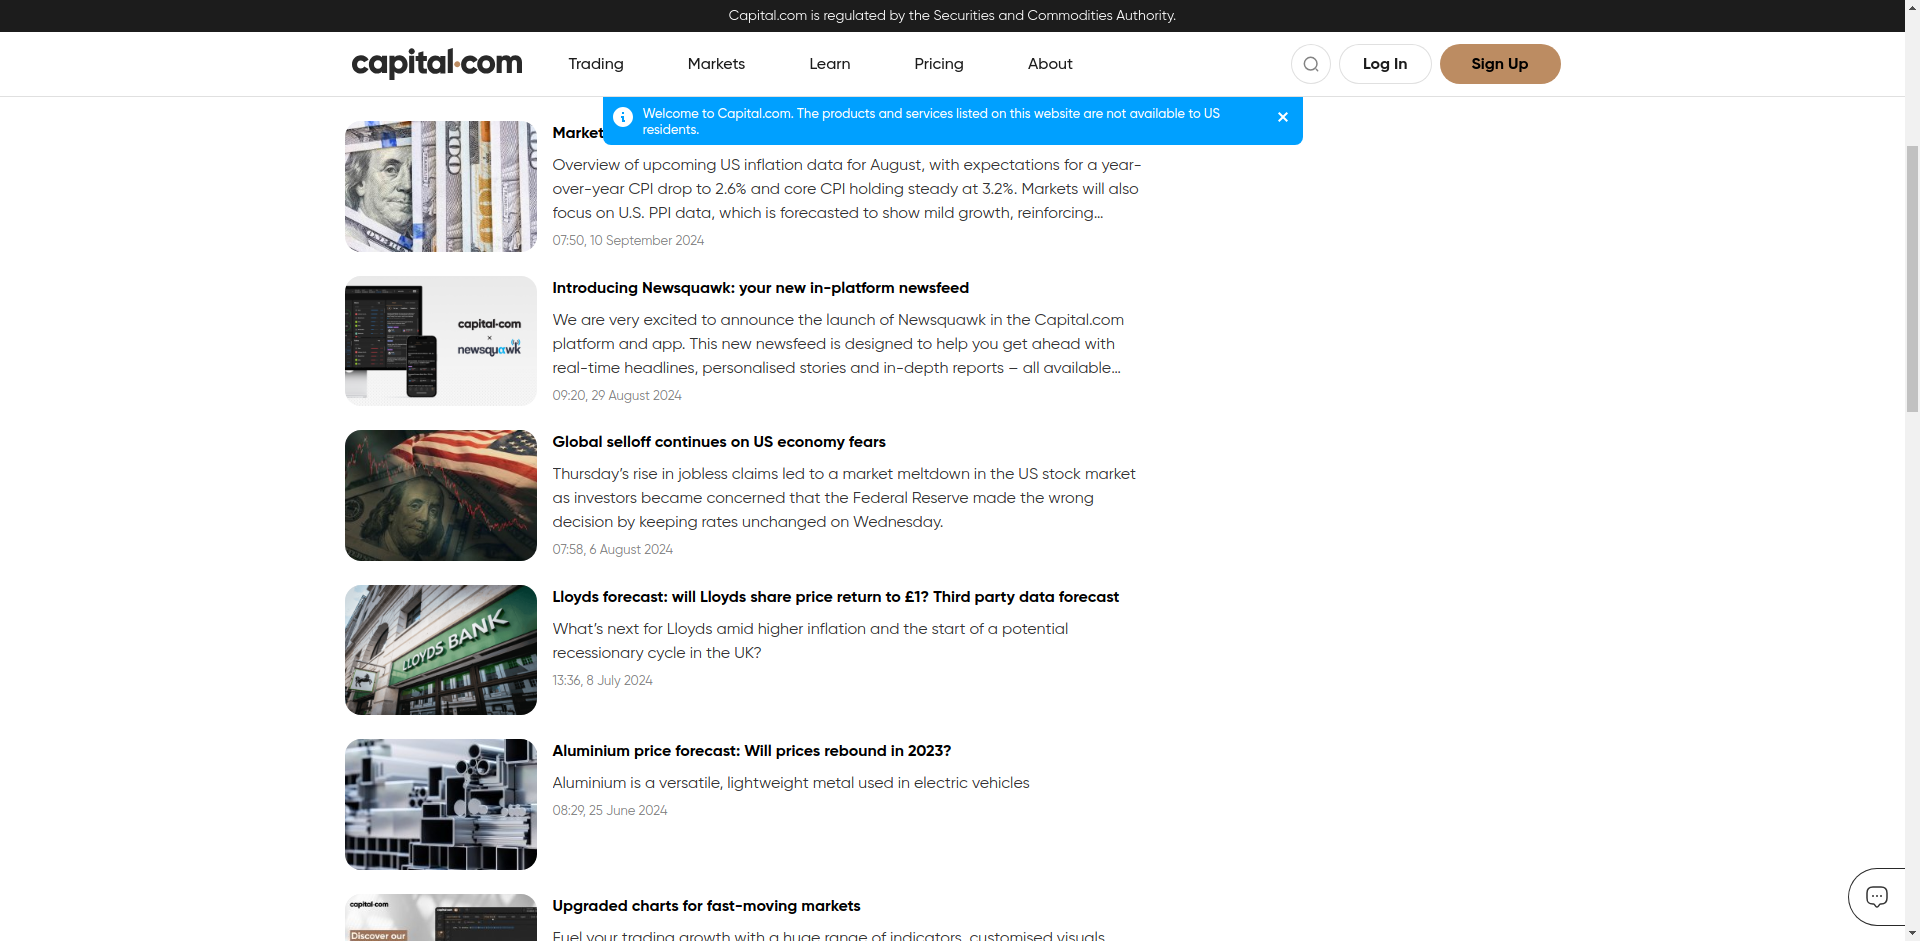 Capital.com is regulated by the Securities and Commodities Authority.
capital.com
Trading
Markets
Learn
Pricing
About
Log In
Sign Up
Welcome to Capital.com. The products and services listed on this website are not available to US
residents.
Market
Overview of upcoming US inflation data for August, with expectations for a year-
over-year CPI drop to 2.6% and core CPI holding steady at 3.2%. Markets will also
focus on U.S. PPI data, which is forecasted to show mild growth, reinforcing...
07:50, 10 September 2024
capital.com
x
newsquawk
Introducing Newsquawk: your new in-platform newsfeed
We are very excited to announce the launch of Newsquawk in the Capital.com
platform and app. This new newsfeed is designed to help you get ahead with
real-time headlines, personalised stories and in-depth reports – all available...
09:20, 29 August 2024
Global selloff continues on US economy fears
Thursday’s rise in jobless claims led to a market meltdown in the US stock market
as investors became concerned that the Federal Reserve made the wrong
decision by keeping rates unchanged on Wednesday.
07:58, 6 August 2024
LLOYDS BANK
Lloyds forecast: will Lloyds share price return to £1? Third party data forecast
What’s next for Lloyds amid higher inflation and the start of a potential
recessionary cycle in the UK?
13:36, 8 July 2024
Aluminium price forecast: Will prices rebound in 2023?
Aluminium is a versatile, lightweight metal used in electric vehicles
08:29, 25 June 2024
capital.com
Discover our
Upgraded charts for fast-moving markets
Fuel your trading growth with a huge range of indicators, customised visuals